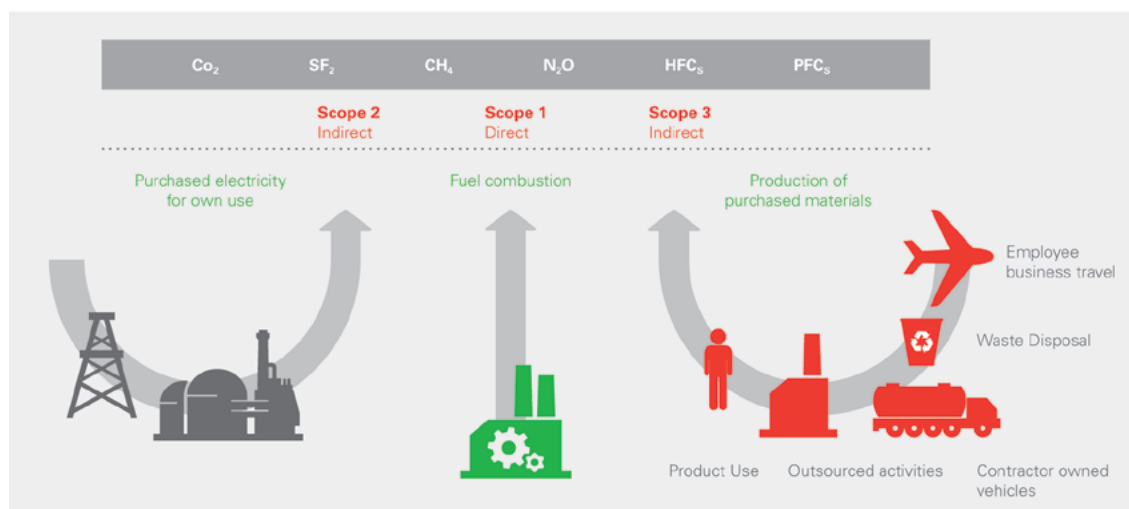 Co₂ SF₂ CH₄ N₂O HFCs PFCs
Scope 2
Indirect
Scope 1
Direct
Scope 3
Indirect
Purchased electricity
for own use
Fuel combustion
Production of
purchased materials
Employee
business travel
Waste Disposal
Product Use
Outsourced activities
Contractor owned
vehicles